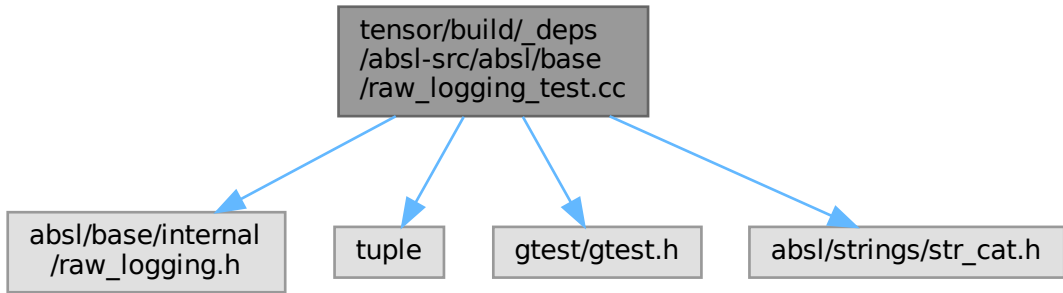 tensor/build/_deps
/absl-src/absl/base
/raw_logging_test.cc
absl/base/internal
/raw_logging.h
tuple
gtest/gtest.h
absl/strings/str_cat.h